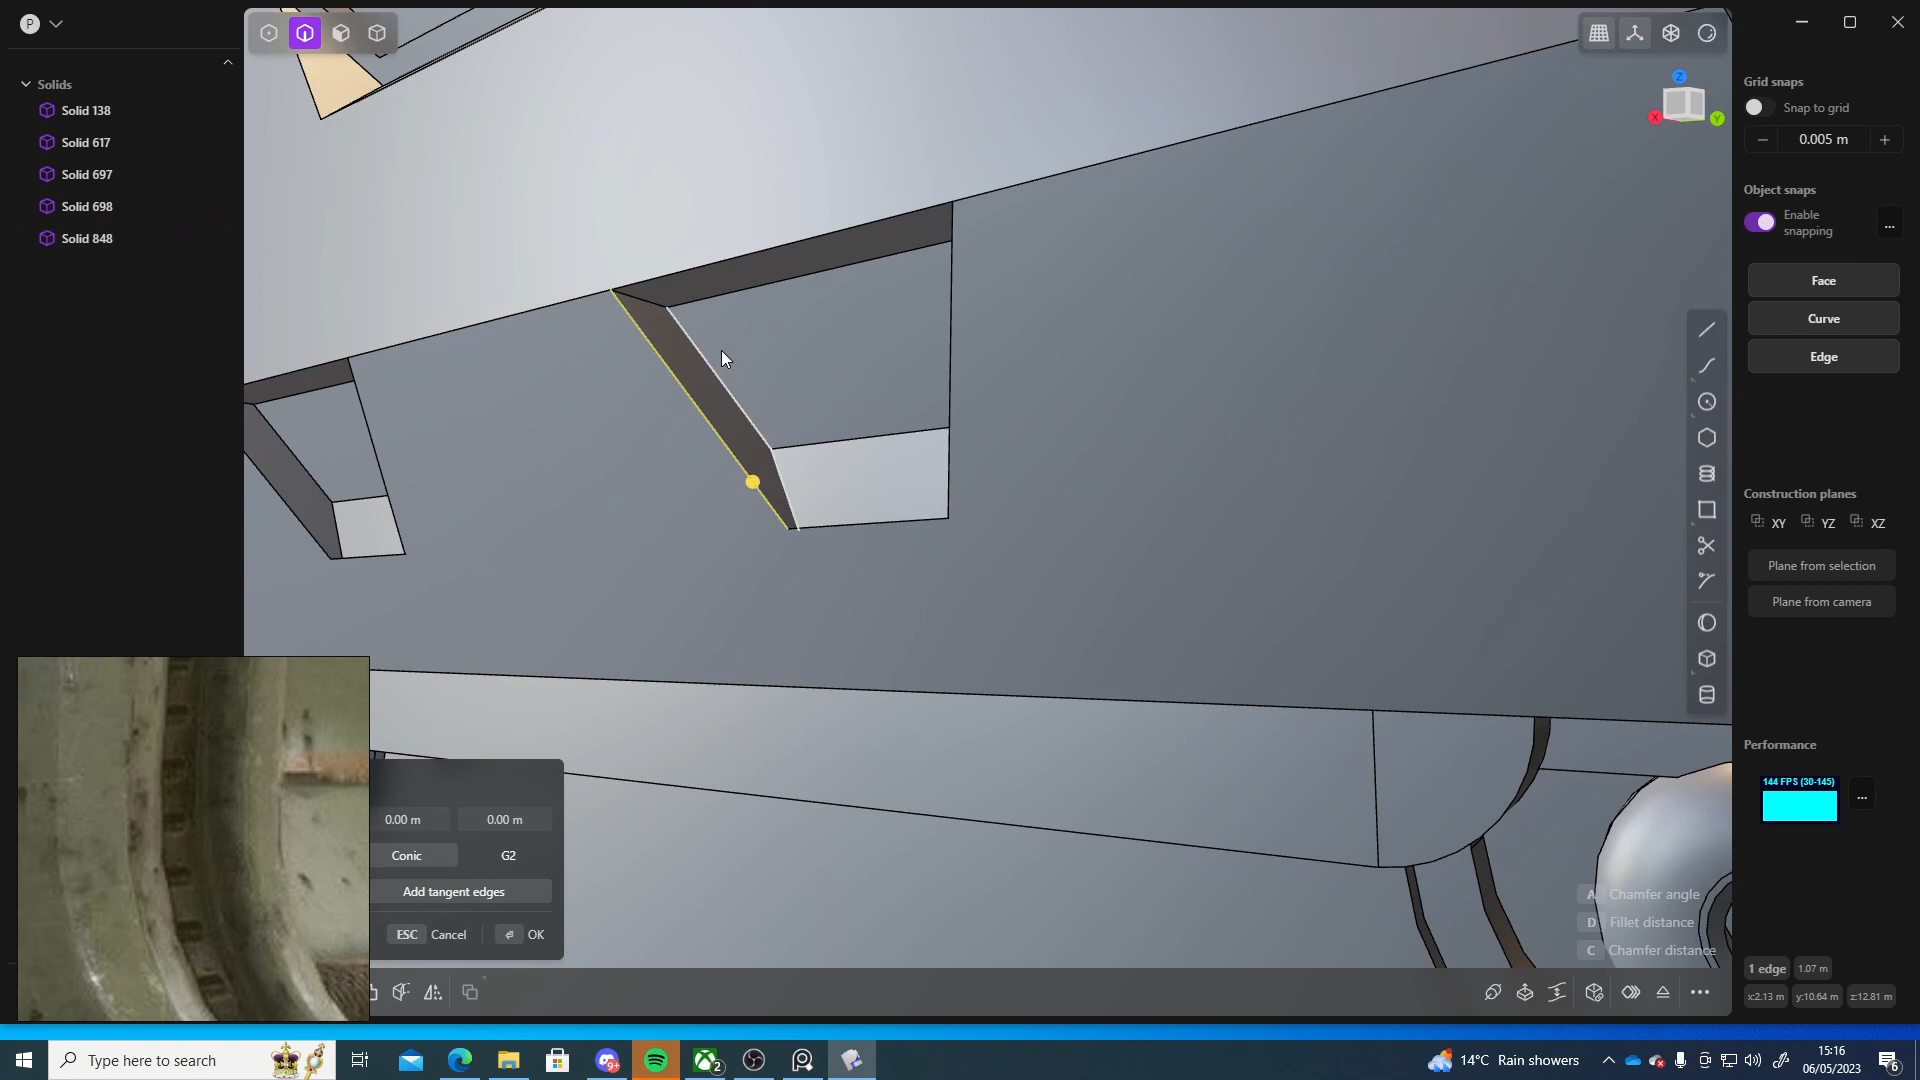 P
Solids
Solid 138
Solid 617
Solid 697
Solid 698
Solid 848
Z
X
Y
Grid snaps
Snap to grid
0.005 m
Object snaps
Enable
snapping
...
Face
Curve
Edge
Construction planes
XY
YZ
XZ
Plane from selection
Plane from camera
Performance
144 FPS (30-145)
...
0.00 m
0.00 m
Conic
G2
Add tangent edges
ESC Cancel
OK
A Chamfer angle
D Fillet distance
C Chamfer distance
1 edge 1.07 m
x:2.13 m y:10.64 m z:12.81 m
Type here to search
9+
2
14°C Rain showers
15:16
06/05/2023
6